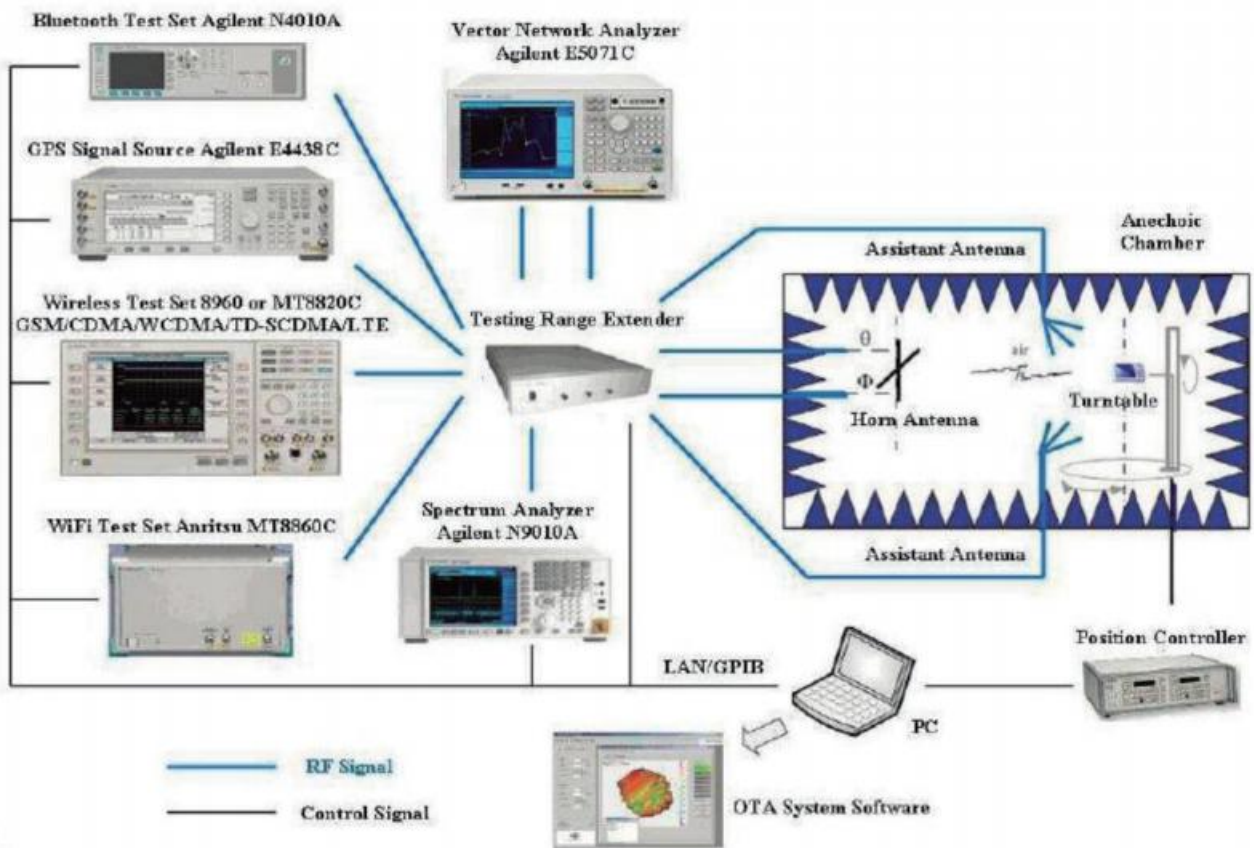 Bluetooth Test Set Agilent N4010A
Vector Network Analyzer
Agilent E5071C
GPS Signal Source Agilent E4438C
Anechoic
Chamber
Assistant Antenna
Wireless Test Set 8960 or MT8820C
GSM/CDMA/WCDMA/TD-SCDMA/LTE
Testing Range Extender
θ
air
Φ
Turntable
Horn Antenna
WiFi Test Set Anritsu MT8860C
Spectrum Analyzer
Agilent N9010A
Assistant Antenna
Position Controller
LAN/GPIB
PC
RF Signal
Control Signal
OTA System Software